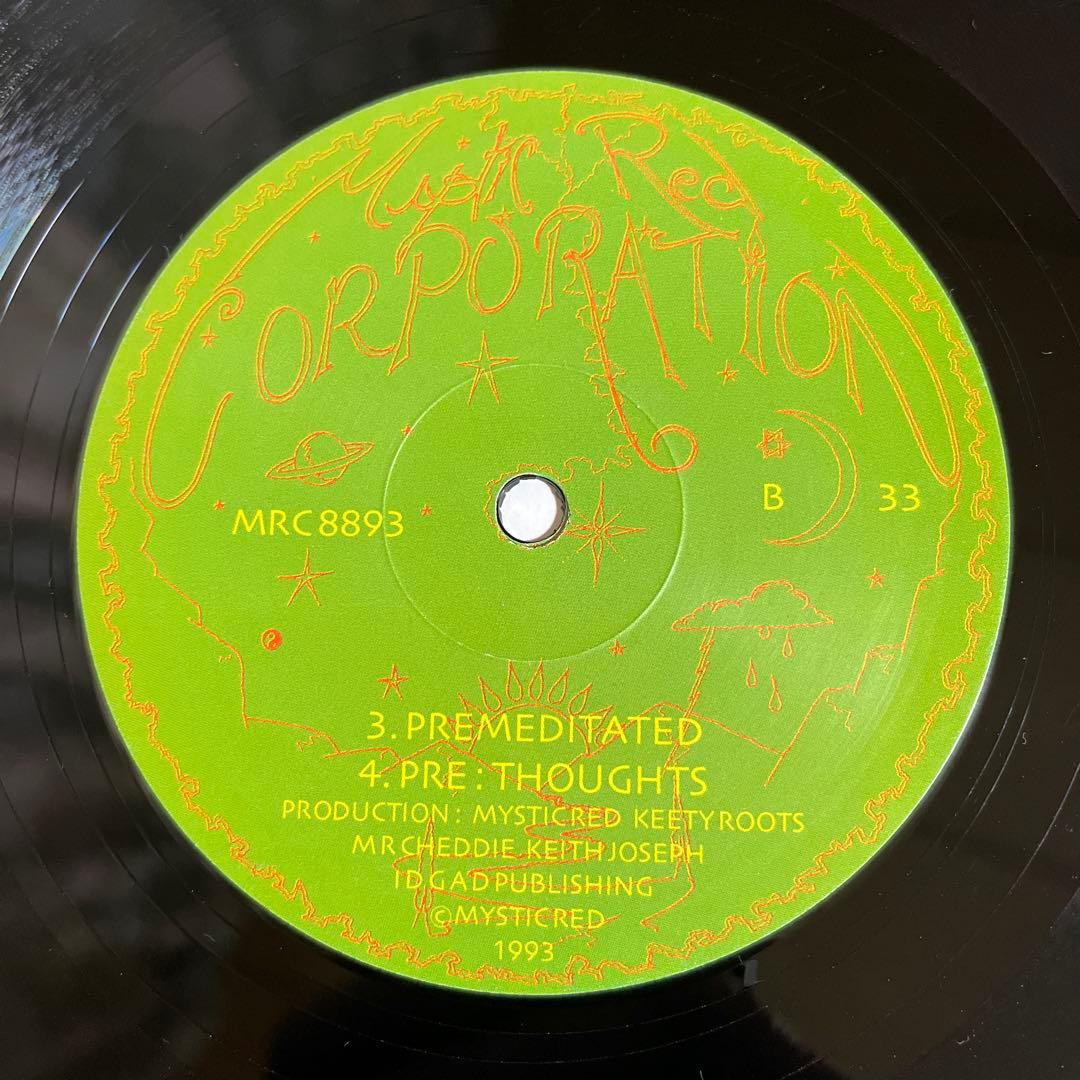 Mystic Red
CORPORATION
MRC8893
B
33
3. PREMEDITATED
4. PRE : THOUGHTS
PRODUCTION : MYSTICRED KEETYROOTS
MR CHEDDIE KEITH JOSEPH
I D G A D PUBLISHING
©MYSTICRED
1993